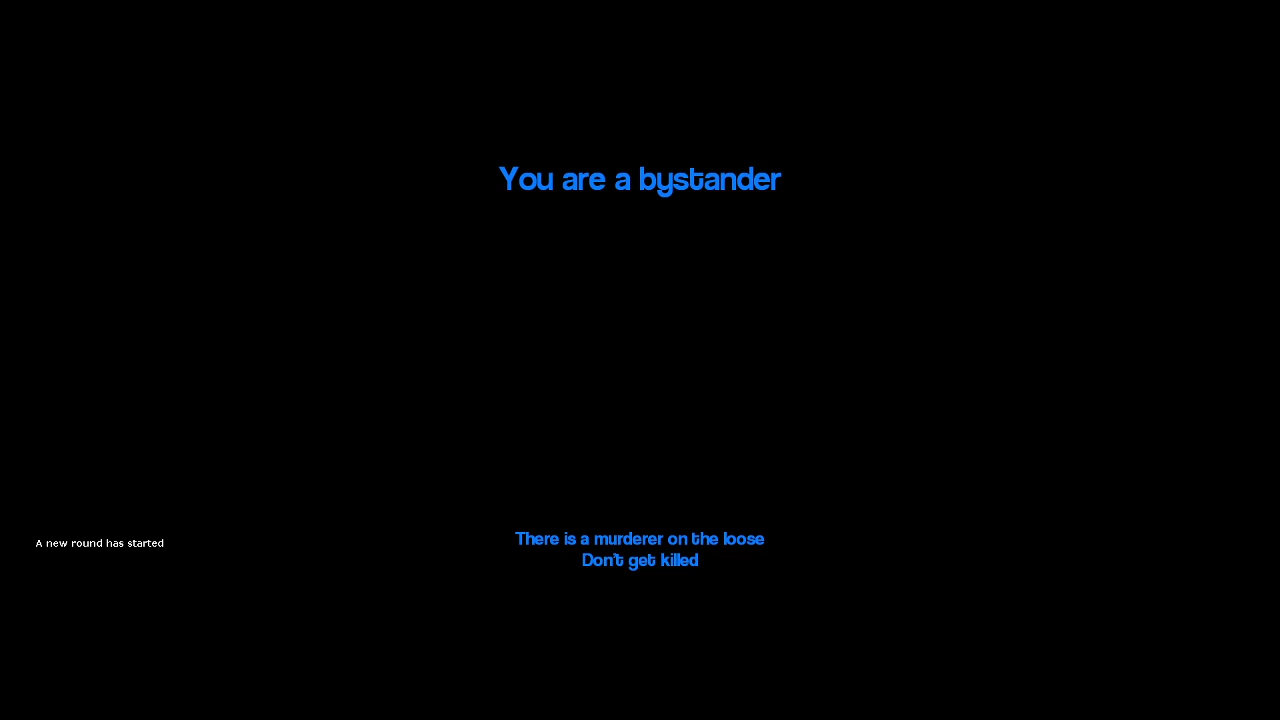 You are a bystander
A new round has started
There is a murderer on the loose
Don't get killed